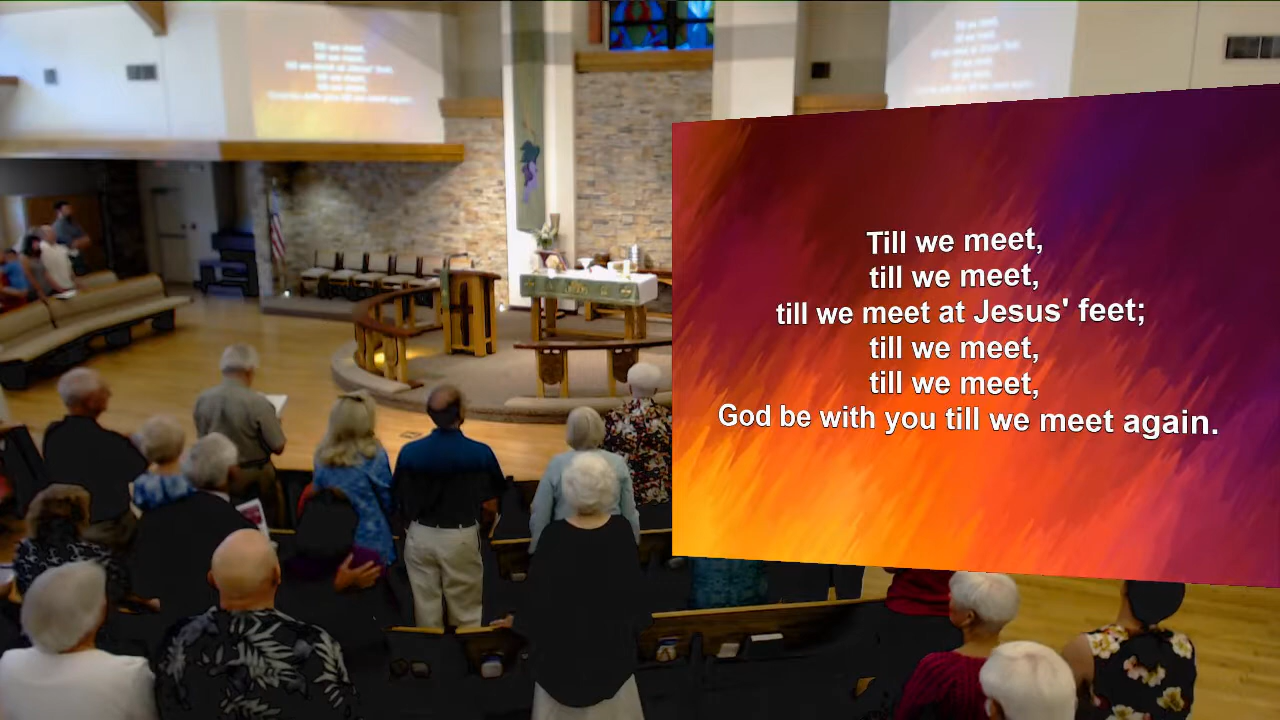 Till we meet,
till we meet,
till we meet at Jesus' feet;
till we meet,
till we meet,
God be with you till we meet again.